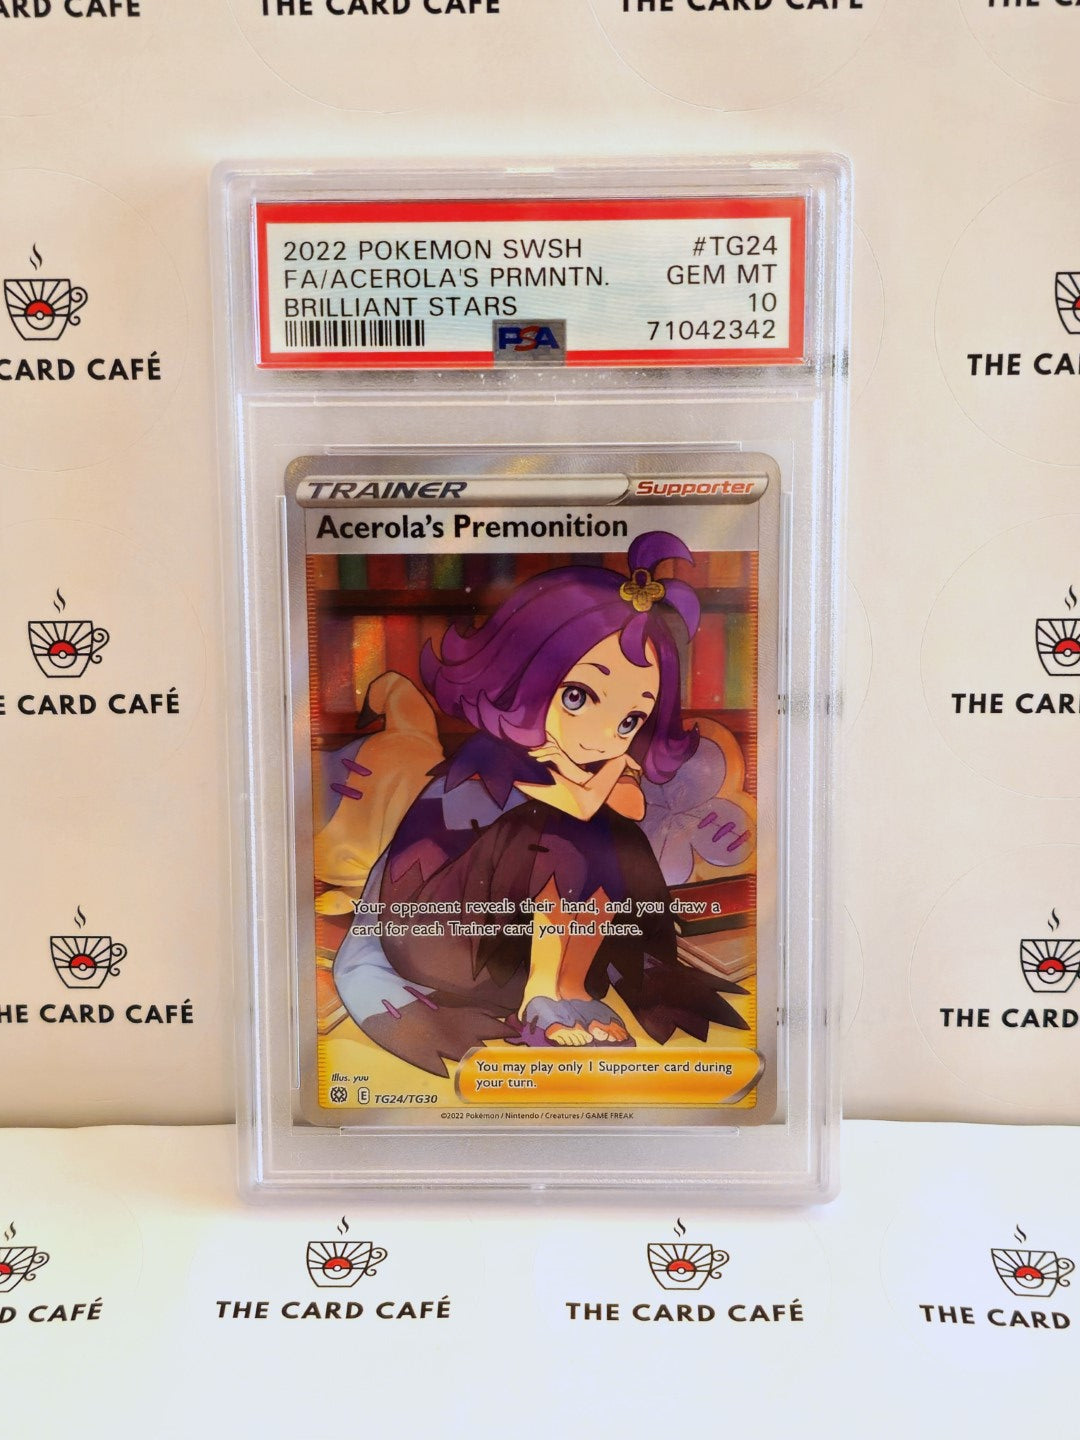 ARD CAFÉ
THE CARD CAFÉ
THE CARD CAFÉ
2022 POKEMON SWSH #TG24
FA/ACEROLA'S PRMNTN. GEM MT
BRILLIANT STARS 10
PSA 71042342
CARD CAFÉ
THE CA
TRAINER Supporter
Acerola's Premonition
E CARD CAFÉ
THE CAR
Your opponent reveals their hand, and you draw a
card for each Trainer card you find there.
HE CARD CAFÉ
THE CARD
You may play only 1 Supporter card during
your turn.
Illus. yuu
E TG24/TG30
©2022 Pokémon / Nintendo / Creatures / GAME FREAK
D CAFÉ
THE CARD CAFÉ
THE CARD CAFÉ
THE CARD